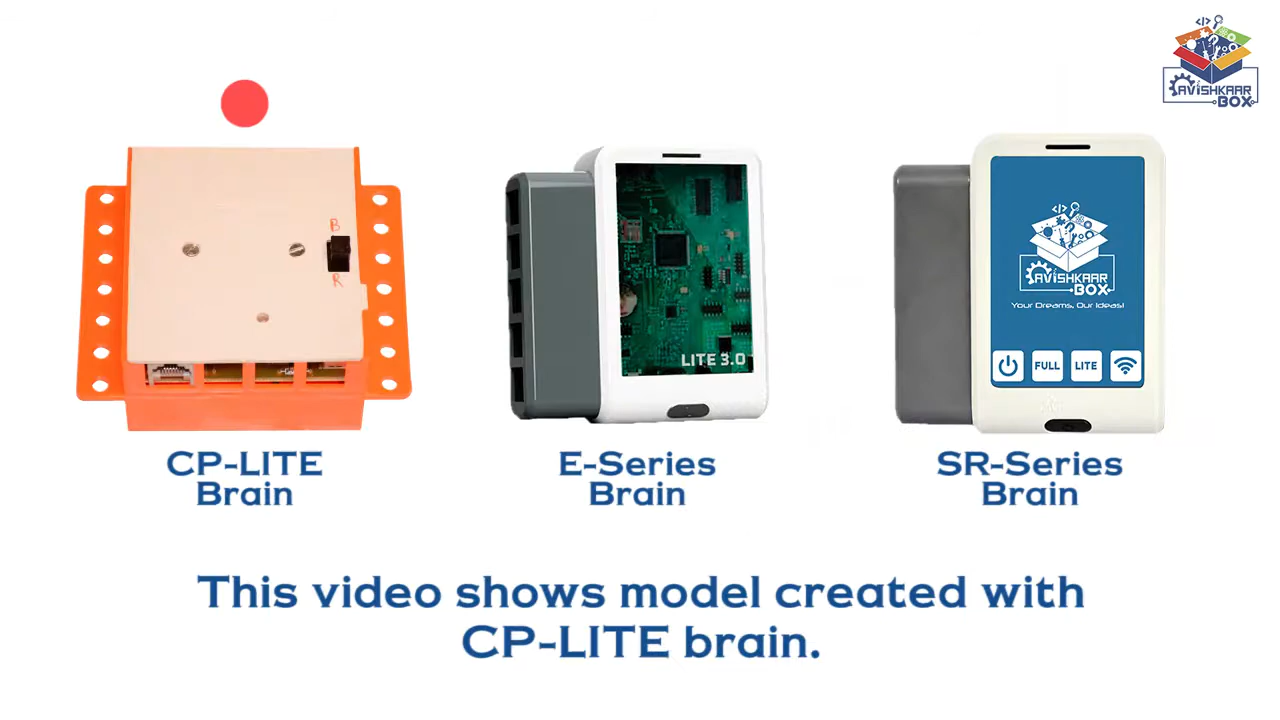 </>
AVISHKAAR
BOX
B
R
LITE 3.0
</>
AVISHKAAR
BOX
Your Dreams, Our Ideas!
FULL
LITE
CP-LITE
Brain
E-Series
Brain
SR-Series
Brain
This video shows model created with
CP-LITE brain.